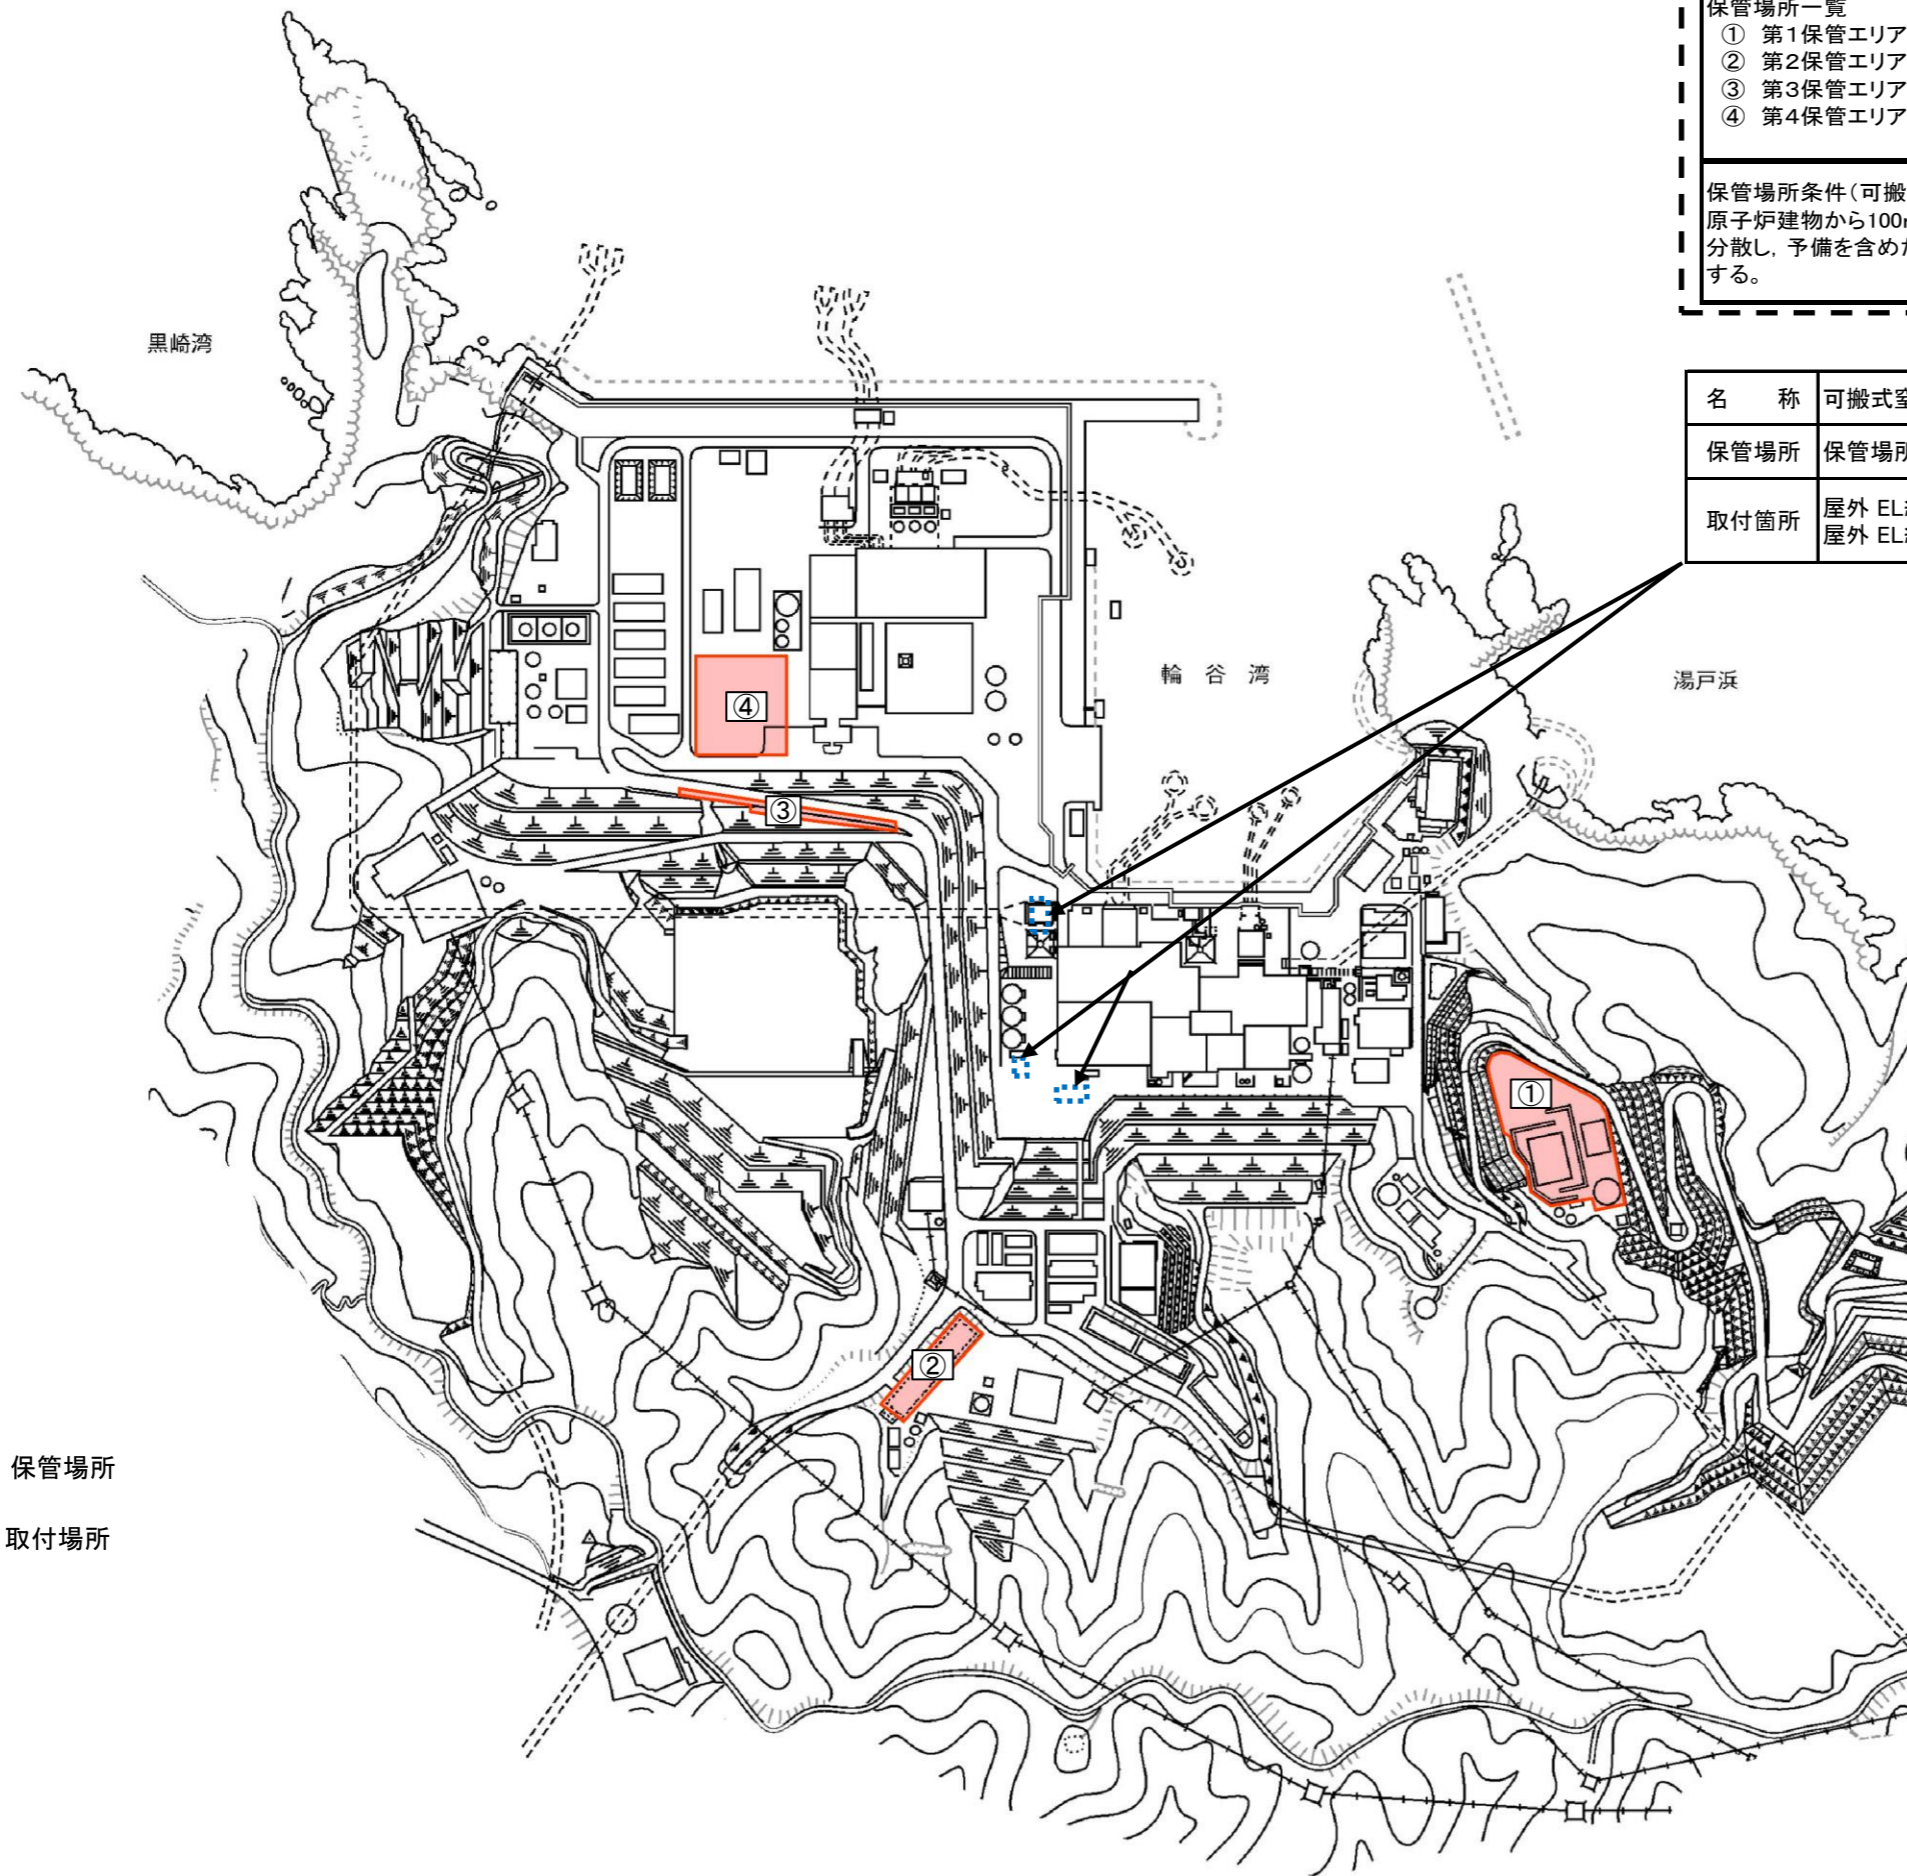 保管場所一覧
① 第1保管エリア
② 第2保管エリア
③ 第3保管エリア
④ 第4保管エリア
保管場所条件(可搬
原子炉建物から100m
分散し,予備を含めた
する。
名 称 可搬式窒
保管場所 保管場所
取付箇所 屋外 EL
屋外 EL
黒崎湾
輪谷湾
湯戸浜
④
③
①
②
保管場所
取付場所